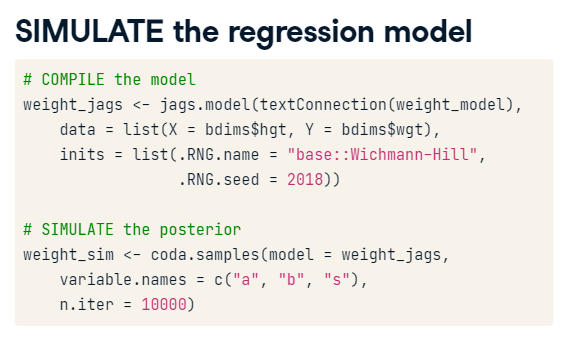 SIMULATE the regression model
# COMPILE the model
weight_jags <- jags.model(textConnection(weight_model),
    data = list(X = bdims$hgt, Y = bdims$wgt),
    inits = list(.RNG.name = "base::Wichmann-Hill",
                 .RNG.seed = 2018))

# SIMULATE the posterior
weight_sim <- coda.samples(model = weight_jags,
    variable.names = c("a", "b", "s"),
    n.iter = 10000)